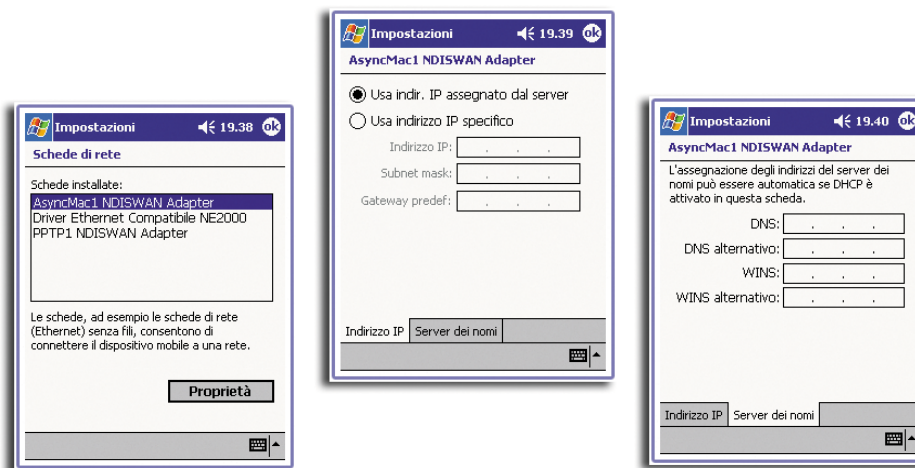 Impostazioni 19.38 ok
Schede di rete
Schede installate:
AsyncMac1 NDISWAN Adapter
Driver Ethernet Compatibile NE2000
PPTP1 NDISWAN Adapter
Le schede, ad esempio le schede di rete
(Ethernet) senza fili, consentono di
connettere il dispositivo mobile a una rete.
Proprietà
Impostazioni 19.39 ok
AsyncMac1 NDISWAN Adapter
Usa indir. IP assegnato dal server
Usa indirizzo IP specifico
Indirizzo IP: . . .
Subnet mask: . . .
Gateway predef: . . .
Indirizzo IP Server dei nomi
Impostazioni 19.40 ok
AsyncMac1 NDISWAN Adapter
L'assegnazione degli indirizzi del server dei
nomi può essere automatica se DHCP è
attivato in questa scheda.
DNS: . . .
DNS alternativo: . . .
WINS: . . .
WINS alternativo: . . .
Indirizzo IP Server dei nomi